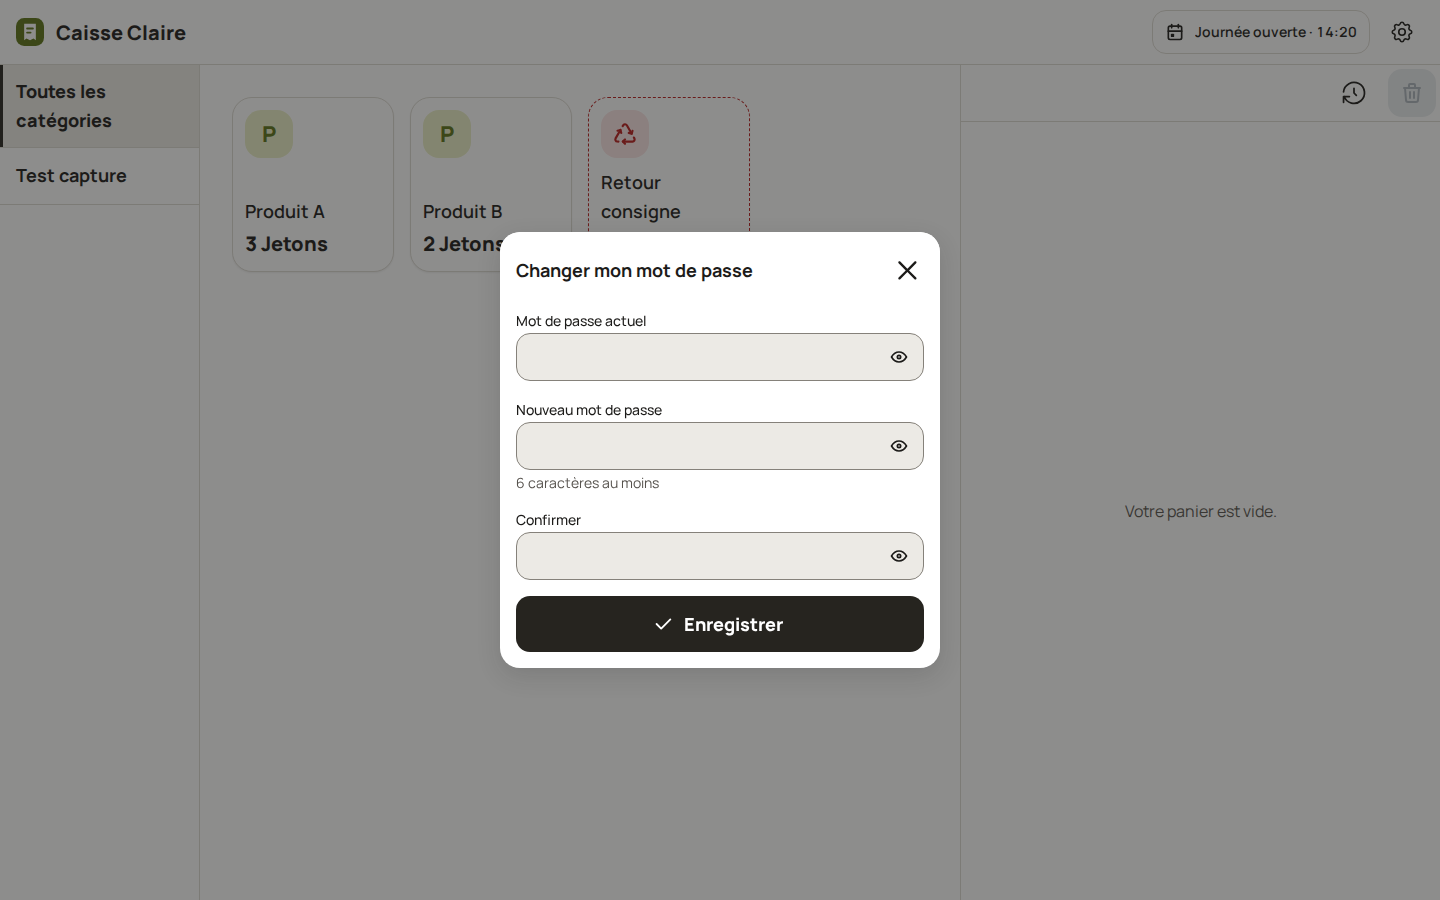 Caisse Claire
Journée ouverte · 14:20
Toutes les
catégories
Test capture
P
Produit A
3 Jetons
P
Produit B
2 Jetons
Retour
consigne
Changer mon mot de passe
Mot de passe actuel
Nouveau mot de passe
6 caractères au moins
Confirmer
Enregistrer
Votre panier est vide.